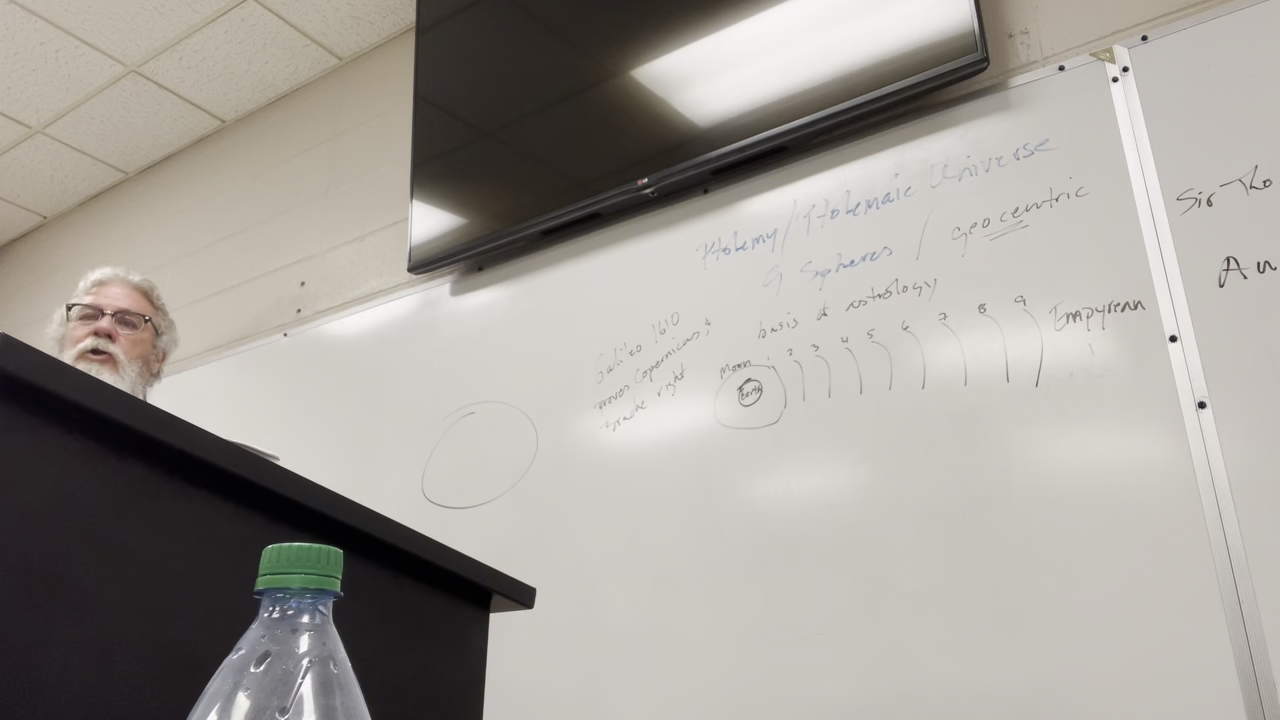 Ptolemy / Ptolemaic Universe
9 Spheres / geocentric
basis of astrology
Galileo 1610
proves Copernicus &
Brache right
Moon 1 2 3 4 5 6 7 8 9 Empyrean
Earth
Sir Tho
Au